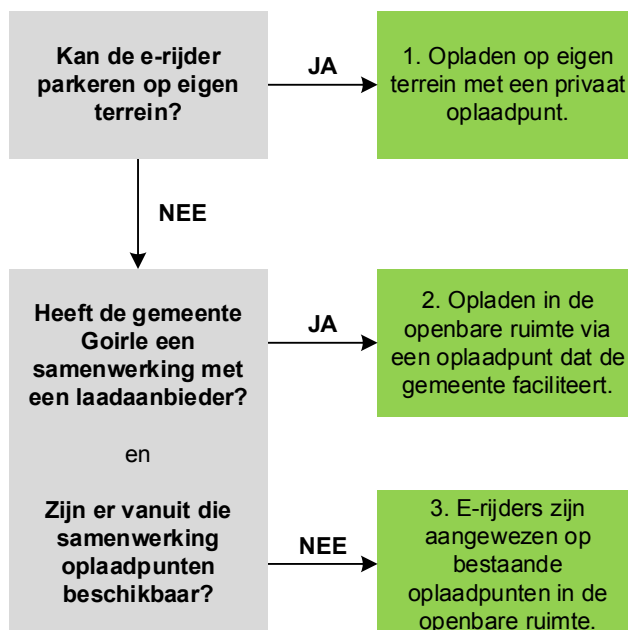 Kan de e-rijder
parkeren op eigen
terrein?
JA
1. Opladen op eigen
terrein met een privaat
oplaadpunt.
NEE
Heeft de gemeente
Goirle een
samenwerking met
een laadaanbieder?
en
Zijn er vanuit die
samenwerking
oplaadpunten
beschikbaar?
JA
2. Opladen in de
openbare ruimte via
een oplaadpunt dat de
gemeente faciliteert.
NEE
3. E-rijders zijn
aangewezen op
bestaande
oplaadpunten in de
openbare ruimte.